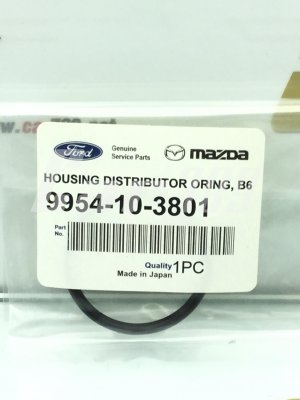 Ford
Genuine
Service Parts
mazda
HOUSING DISTRIBUTOR ORING, B6
9954-10-3801
Part
No.
Quality 1PC
Made in Japan